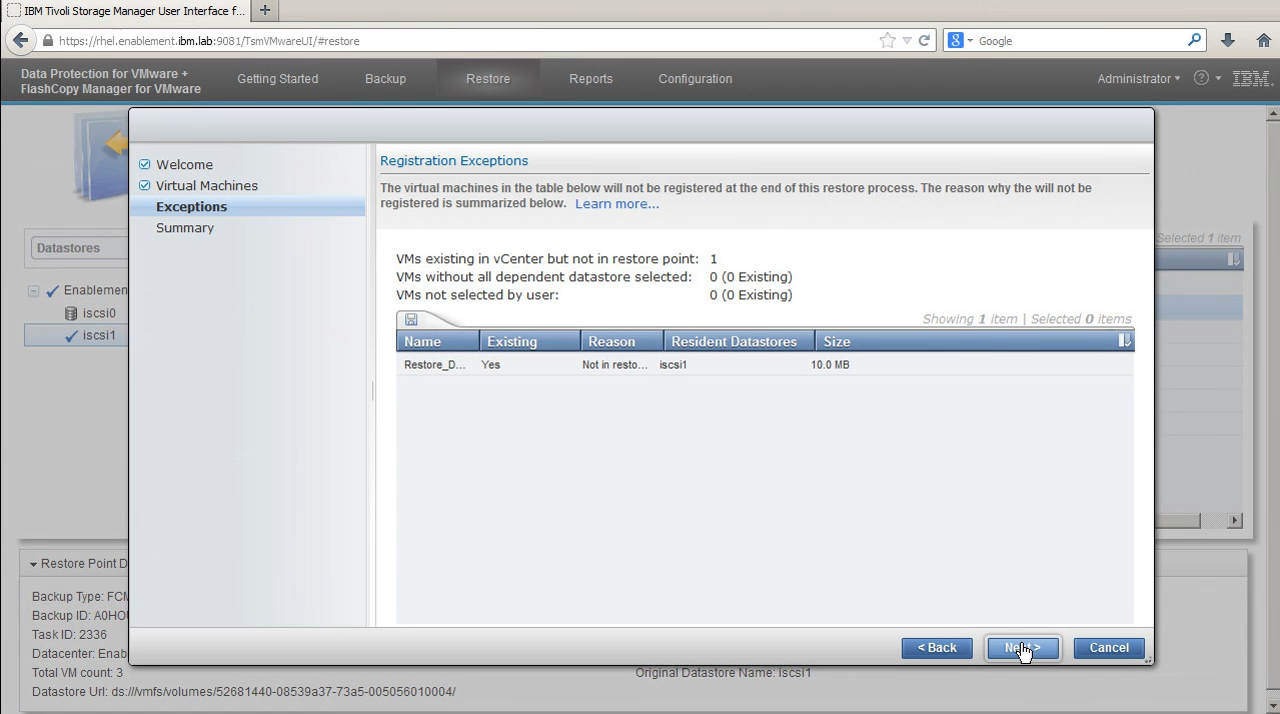 IBM Tivoli Storage Manager User Interface f...
https://rhel.enablement.ibm.lab:9081/TsmVMwareUI/#restore
Google
Data Protection for VMware +
FlashCopy Manager for VMware
Getting Started
Backup
Restore
Reports
Configuration
Administrator
IBM
Welcome
Virtual Machines
Exceptions
Summary
Registration Exceptions
The virtual machines in the table below will not be registered at the end of this restore process. The reason why the will not be
registered is summarized below. Learn more...
VMs existing in vCenter but not in restore point: 1
VMs without all dependent datastore selected: 0 (0 Existing)
VMs not selected by user: 0 (0 Existing)
Showing 1 item | Selected 0 items
Name Existing Reason Resident Datastores Size
Restore_D... Yes Not in resto... iscsi1 10.0 MB
Datastores
Selected 1 item
Enablemen
iscsi0
iscsi1
< Back
Next >
Cancel
Restore Point D
Backup Type: FCM
Backup ID: A0HO
Task ID: 2336
Datacenter: Enab
Total VM count: 3
Original Datastore Name: iscsi1
Datastore Url: ds:///vmfs/volumes/52681440-08539a37-73a5-005056010004/